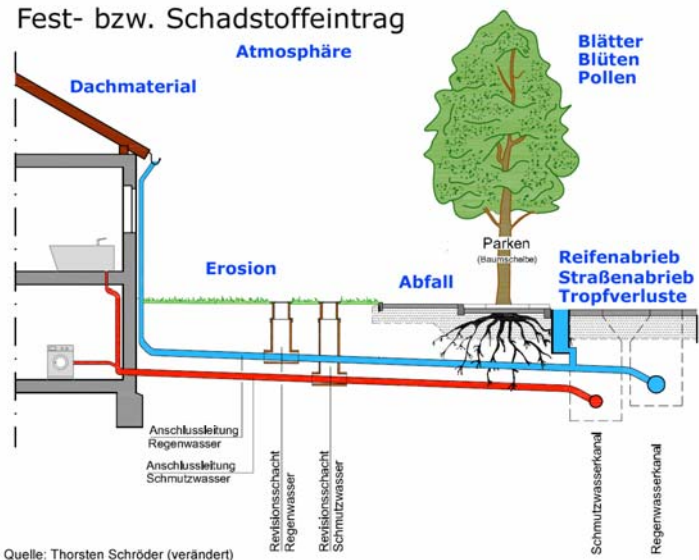 Fest- bzw. Schadstoffeintrag
Atmosphäre
Blätter
Blüten
Pollen
Dachmaterial
Parken
(Baumscheibe)
Erosion
Abfall
Reifenabrieb
Straßenabrieb
Tropfverluste
Anschlussleitung
Regenwasser
Anschlussleitung
Schmutzwasser
Revisionsschacht
Regenwasser
Revisionsschacht
Schmutzwasser
Schmutzwasserkanal
Regenwasserkanal
Quelle: Thorsten Schröder (verändert)